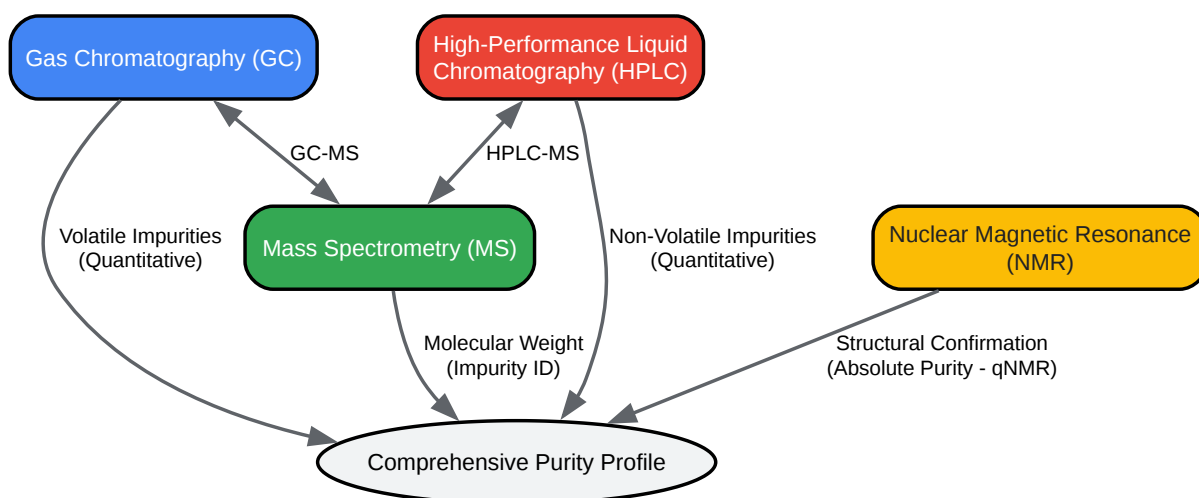 Gas Chromatography (GC)
High-Performance Liquid
Chromatography (HPLC)
GC-MS
HPLC-MS
Volatile Impurities
(Quantitative)
Mass Spectrometry (MS)
Non-Volatile Impurities
(Quantitative)
Nuclear Magnetic Resonance
(NMR)
Molecular Weight
(Impurity ID)
Structural Confirmation
(Absolute Purity - qNMR)
Comprehensive Purity Profile